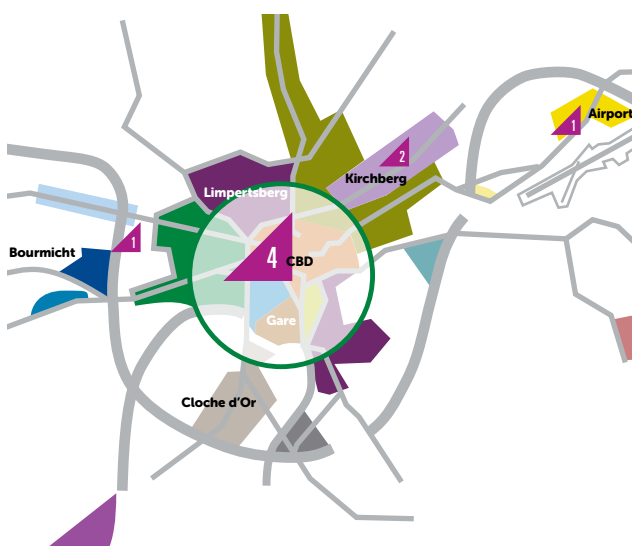 Airport
1
2
Kirchberg
Limpertsberg
1
Bourmicht
4
CBD
Gare
Cloche d'Or